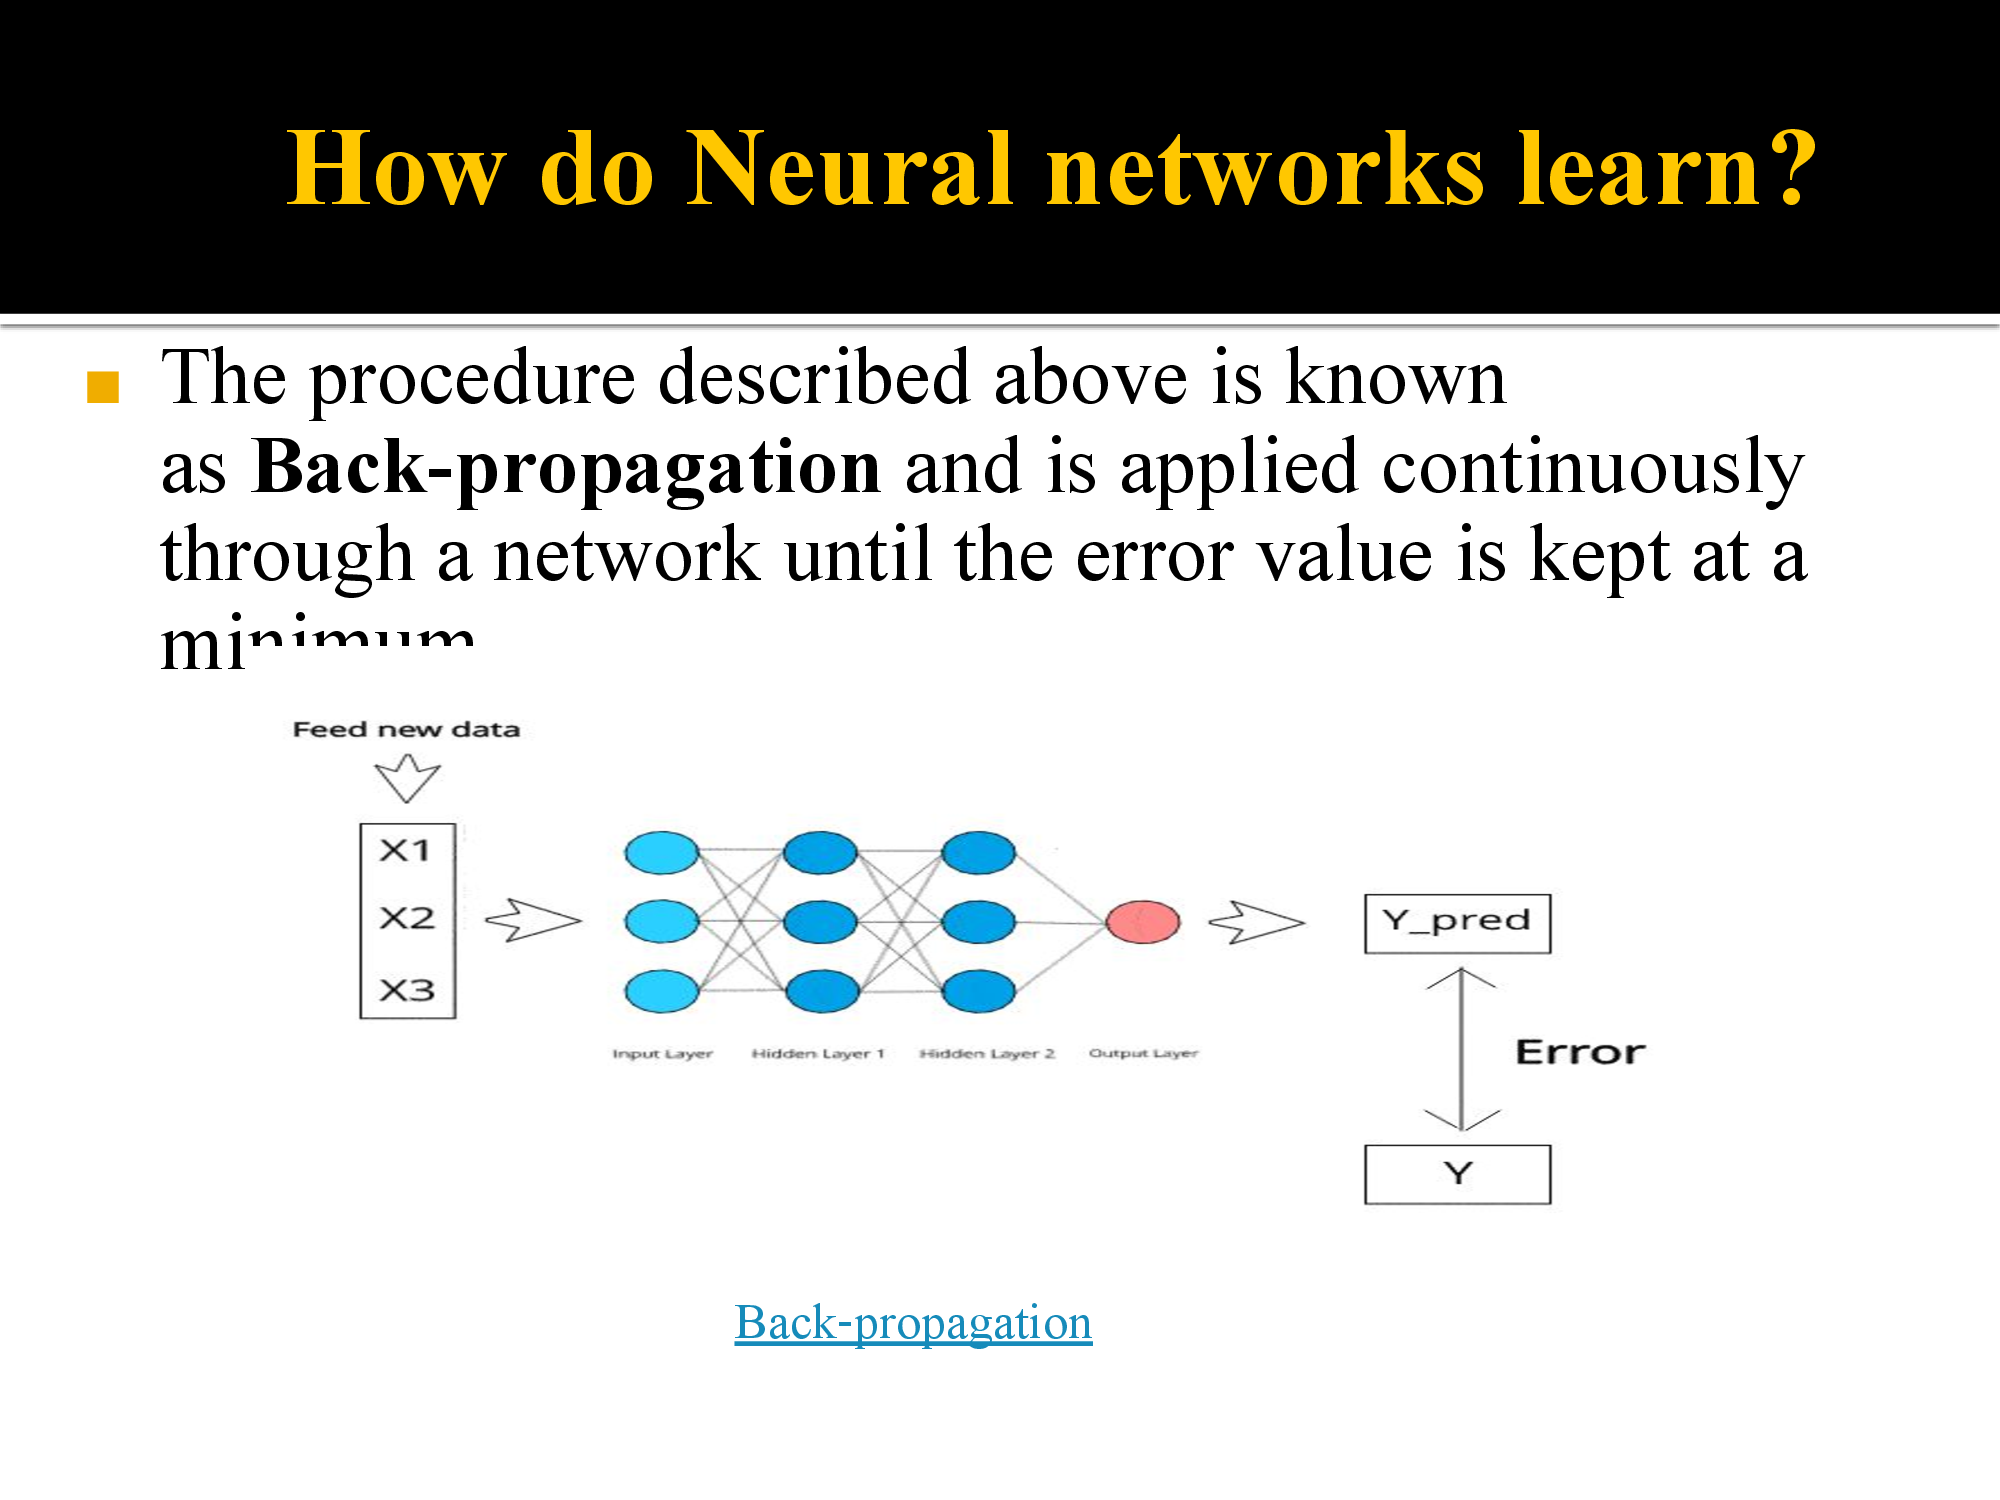 How do Neural networks learn?
■ The procedure described above is known
as Back-propagation and is applied continuously
through a network until the error value is kept at a
minimum
Feed new data
X1
X2
X3
Input Layer Hidden Layer 1 Hidden Layer 2 Output Layer
Y_pred
Error
Y
Back-propagation